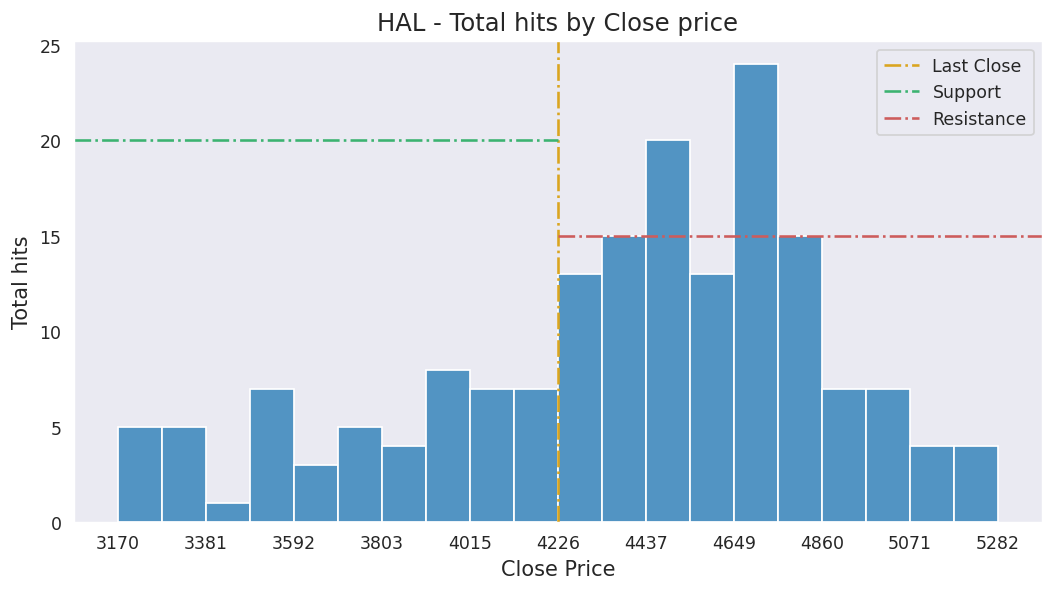 HAL - Total hits by Close price
Last Close
Support
Resistance
Total hits
25
20
15
10
5
0
3170 3381 3592 3803 4015 4226 4437 4649 4860 5071 5282
Close Price